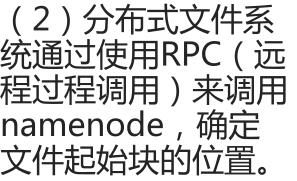 （2）分布式文件系
统通过使用RPC（远
程过程调用）来调用
namenode，确定
文件起始块的位置。